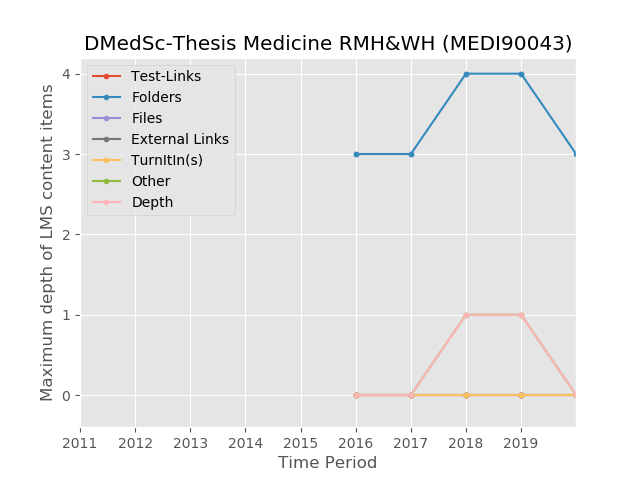 DMedSc-Thesis Medicine RMH&WH (MEDI90043)
Test-Links
Folders
Files
External Links
TurnItIn(s)
Other
Depth
Maximum depth of LMS content items
4
3
2
1
0
2011 2012 2013 2014 2015 2016 2017 2018 2019
Time Period